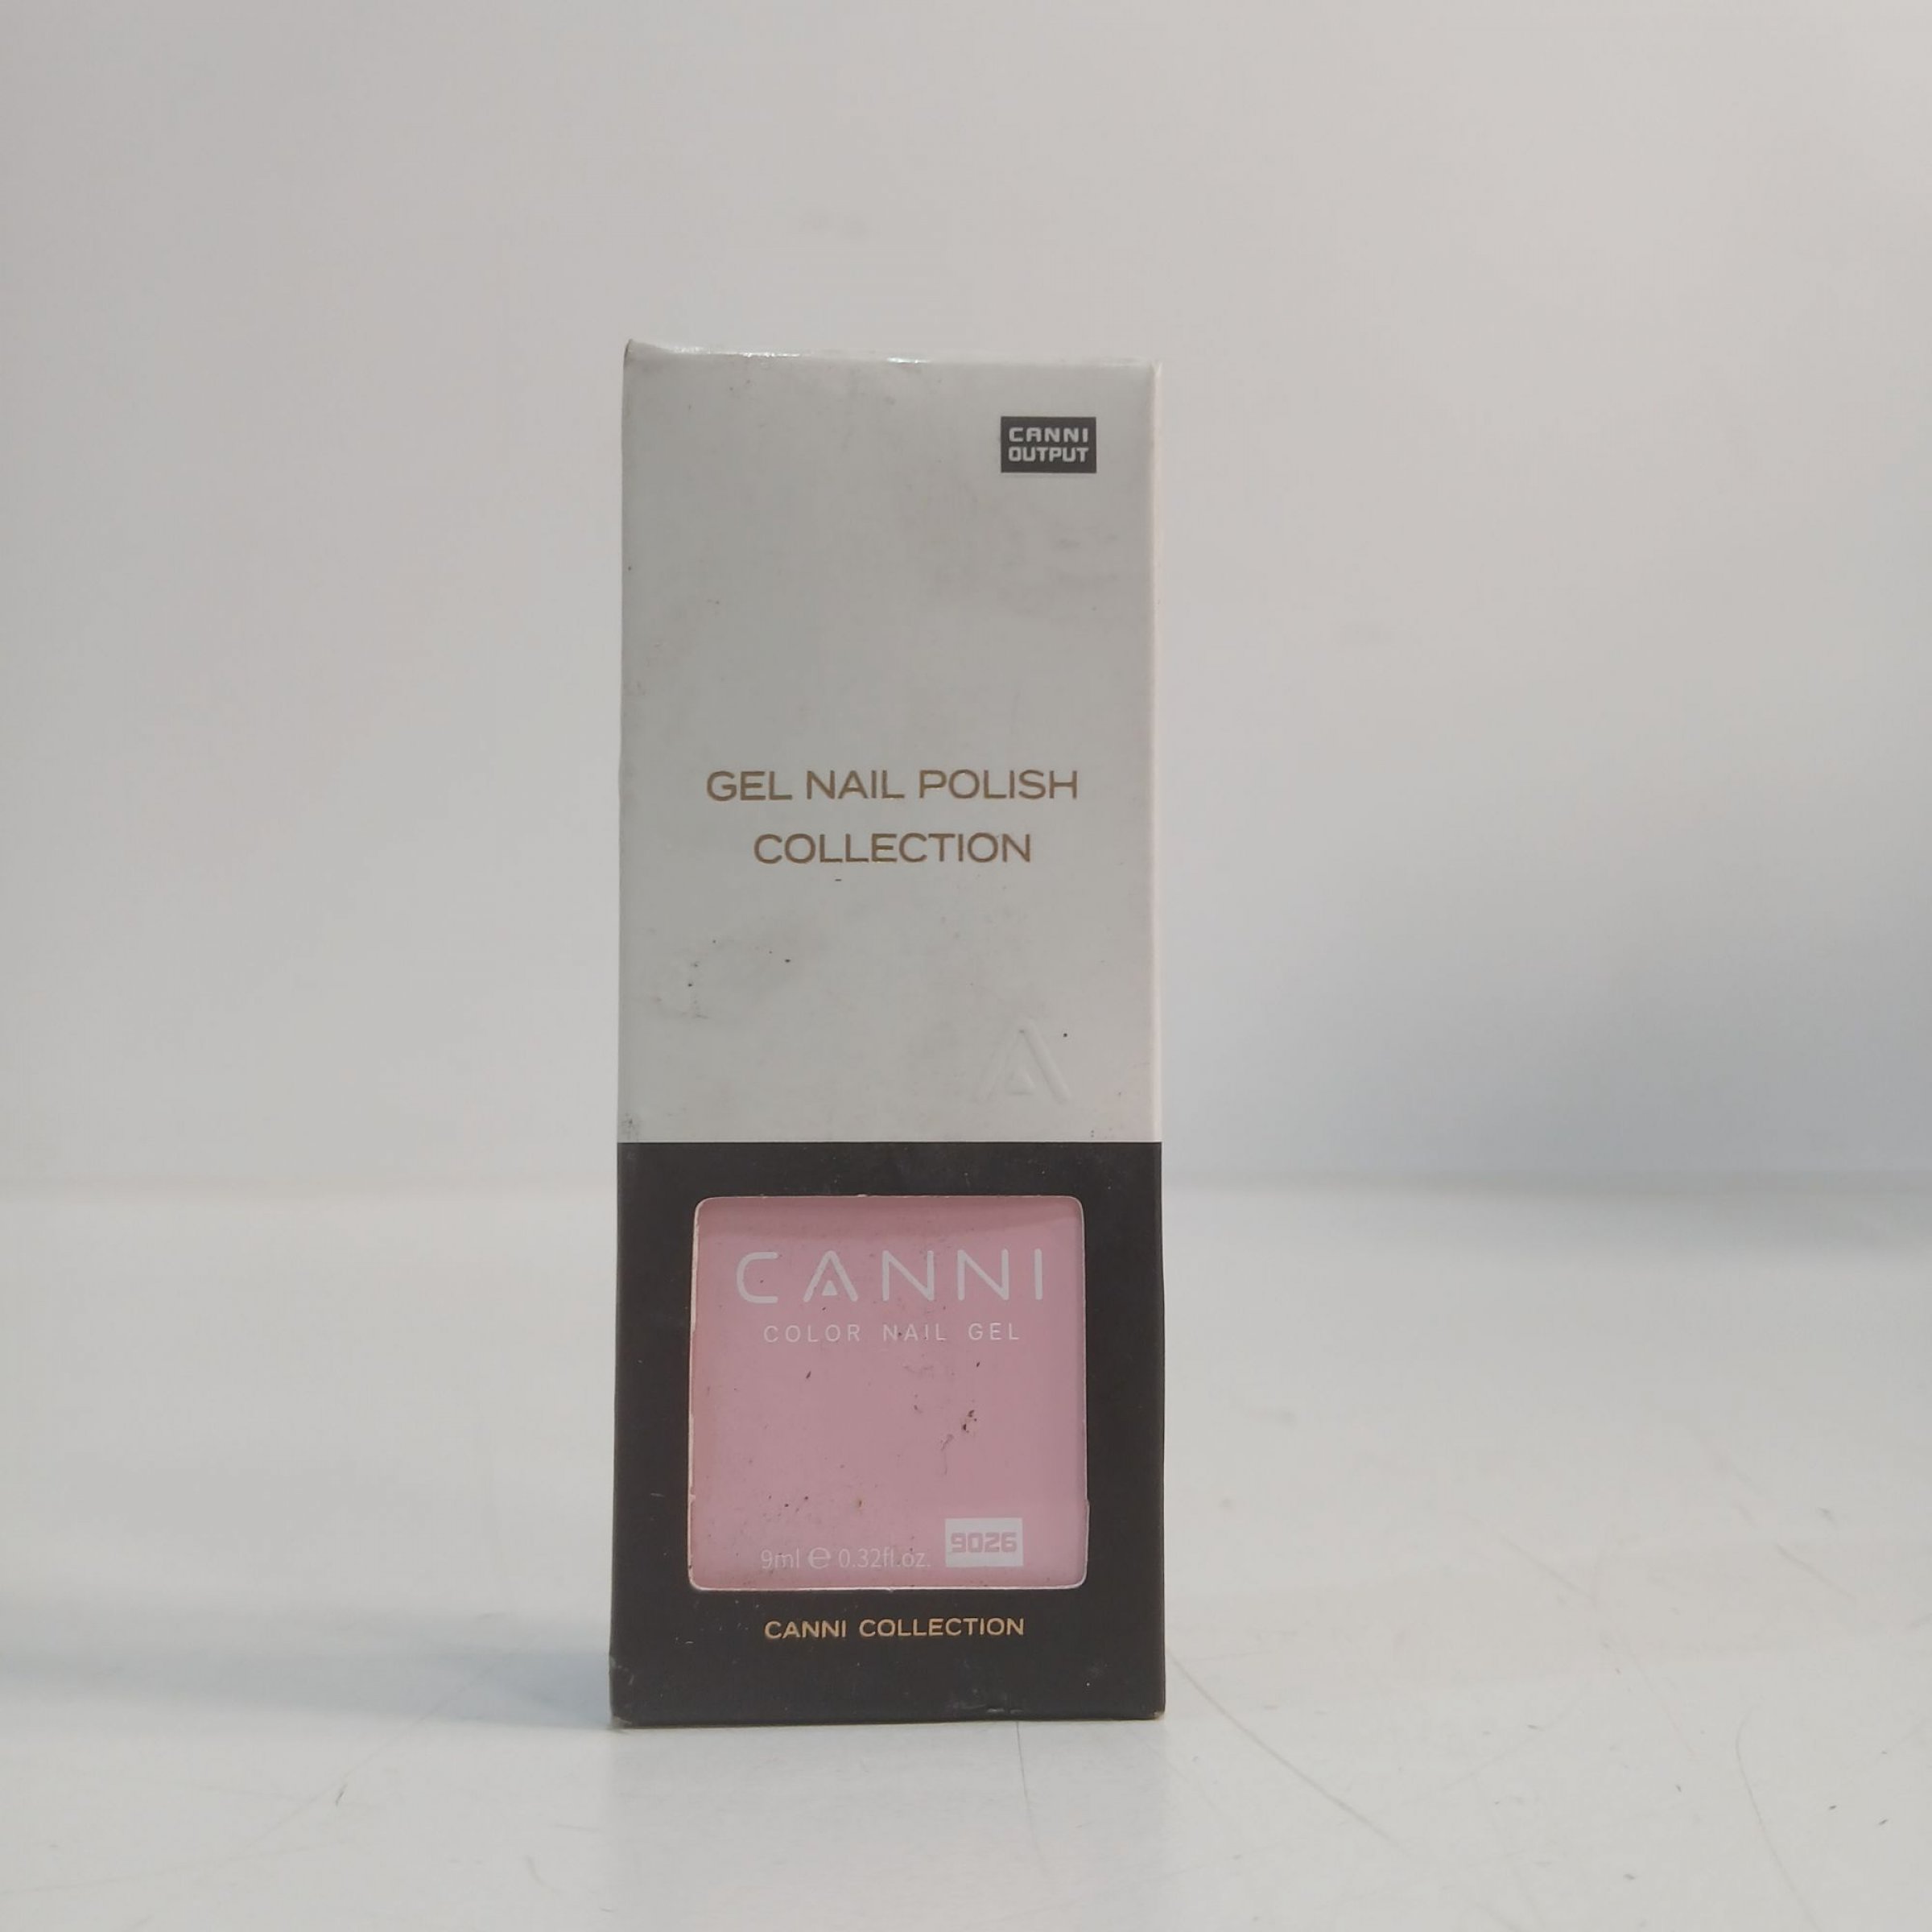 CANNI
OUTPUT
GEL NAIL POLISH
COLLECTION
CANNI
COLOR NAIL GEL
9ml ℮ 0.32fl.oz. 9026
CANNI COLLECTION